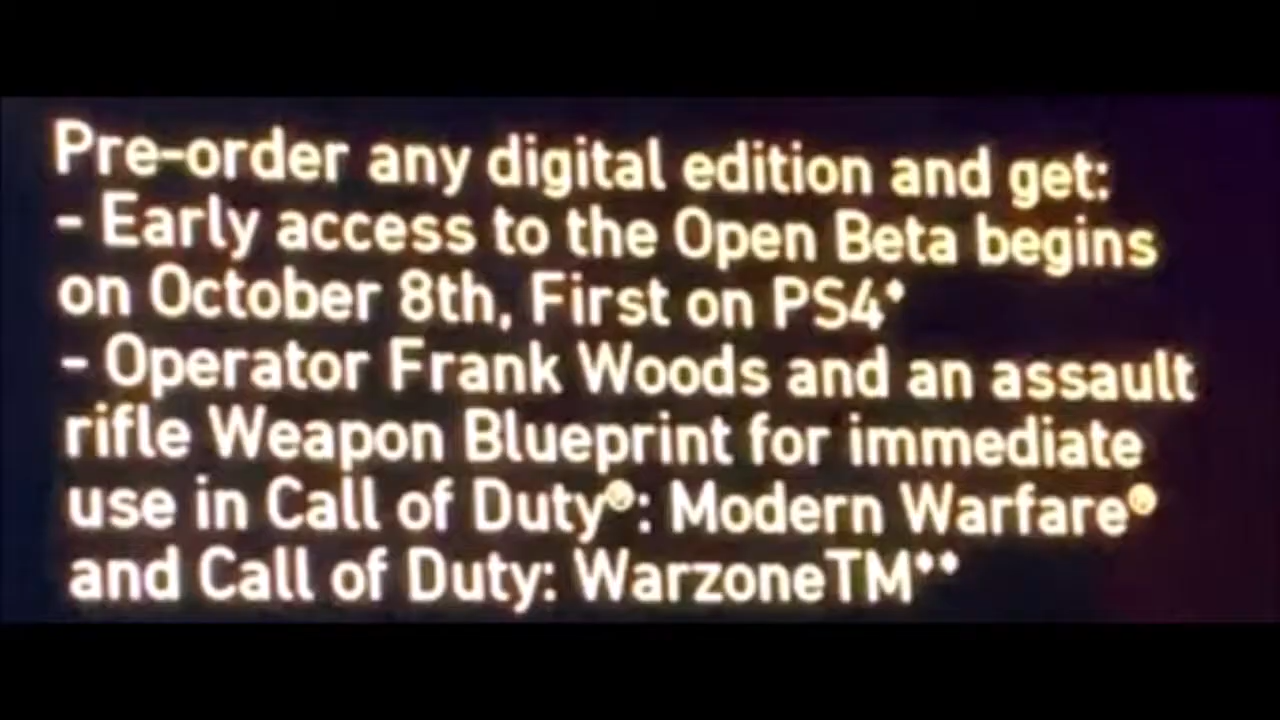 Pre-order any digital edition and get:
- Early access to the Open Beta begins
on October 8th, First on PS4*
- Operator Frank Woods and an assault
rifle Weapon Blueprint for immediate
use in Call of Duty®: Modern Warfare®
and Call of Duty: WarzoneTM**